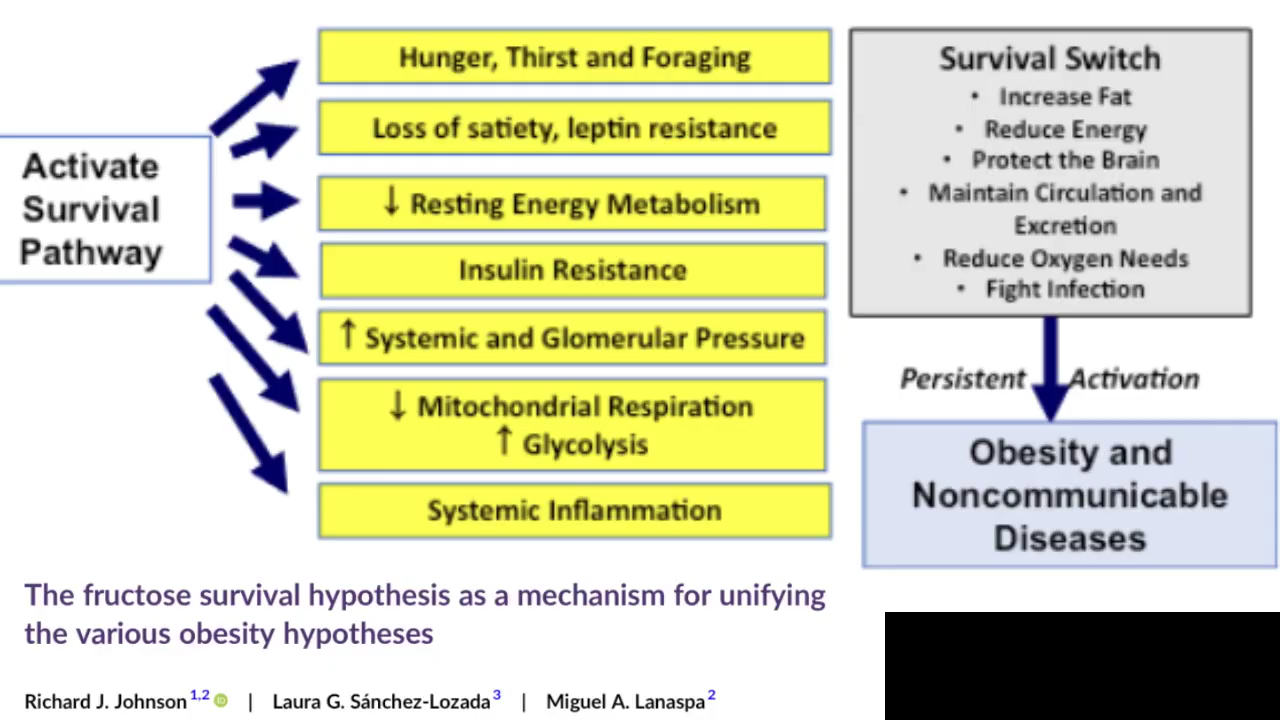 Activate
Survival
Pathway
Hunger, Thirst and Foraging
Loss of satiety, leptin resistance
↓ Resting Energy Metabolism
Insulin Resistance
↑ Systemic and Glomerular Pressure
↓ Mitochondrial Respiration
↑ Glycolysis
Systemic Inflammation
Survival Switch
• Increase Fat
• Reduce Energy
• Protect the Brain
• Maintain Circulation and
Excretion
• Reduce Oxygen Needs
• Fight Infection
Persistent Activation
Obesity and
Noncommunicable
Diseases
The fructose survival hypothesis as a mechanism for unifying
the various obesity hypotheses
Richard J. Johnson 1,2 iD | Laura G. Sánchez-Lozada 3 | Miguel A. Lanaspa 2